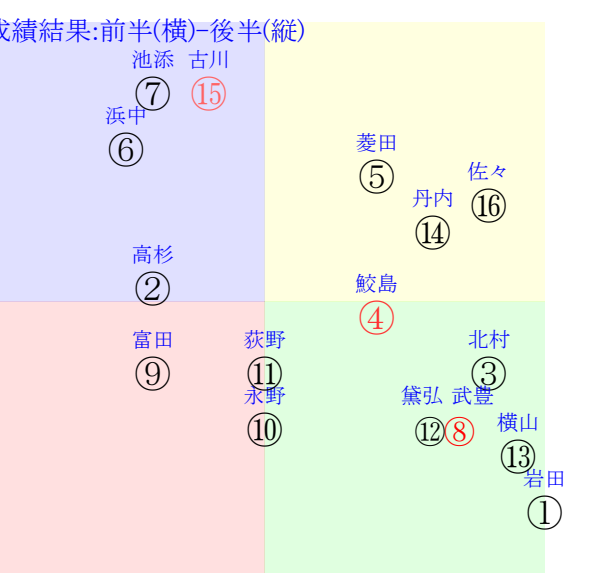 成績結果:前半(横)-後半(縦)
池添 古川
⑦ ⑮
浜中
⑥
菱田
⑤
佐々
⑯
丹内
⑭
高杉
②
鮫島
④
富田
⑨
荻野
⑪
北村
③
永野
⑩
黛弘 武豊
⑫⑧
横山
⑬
岩田
①